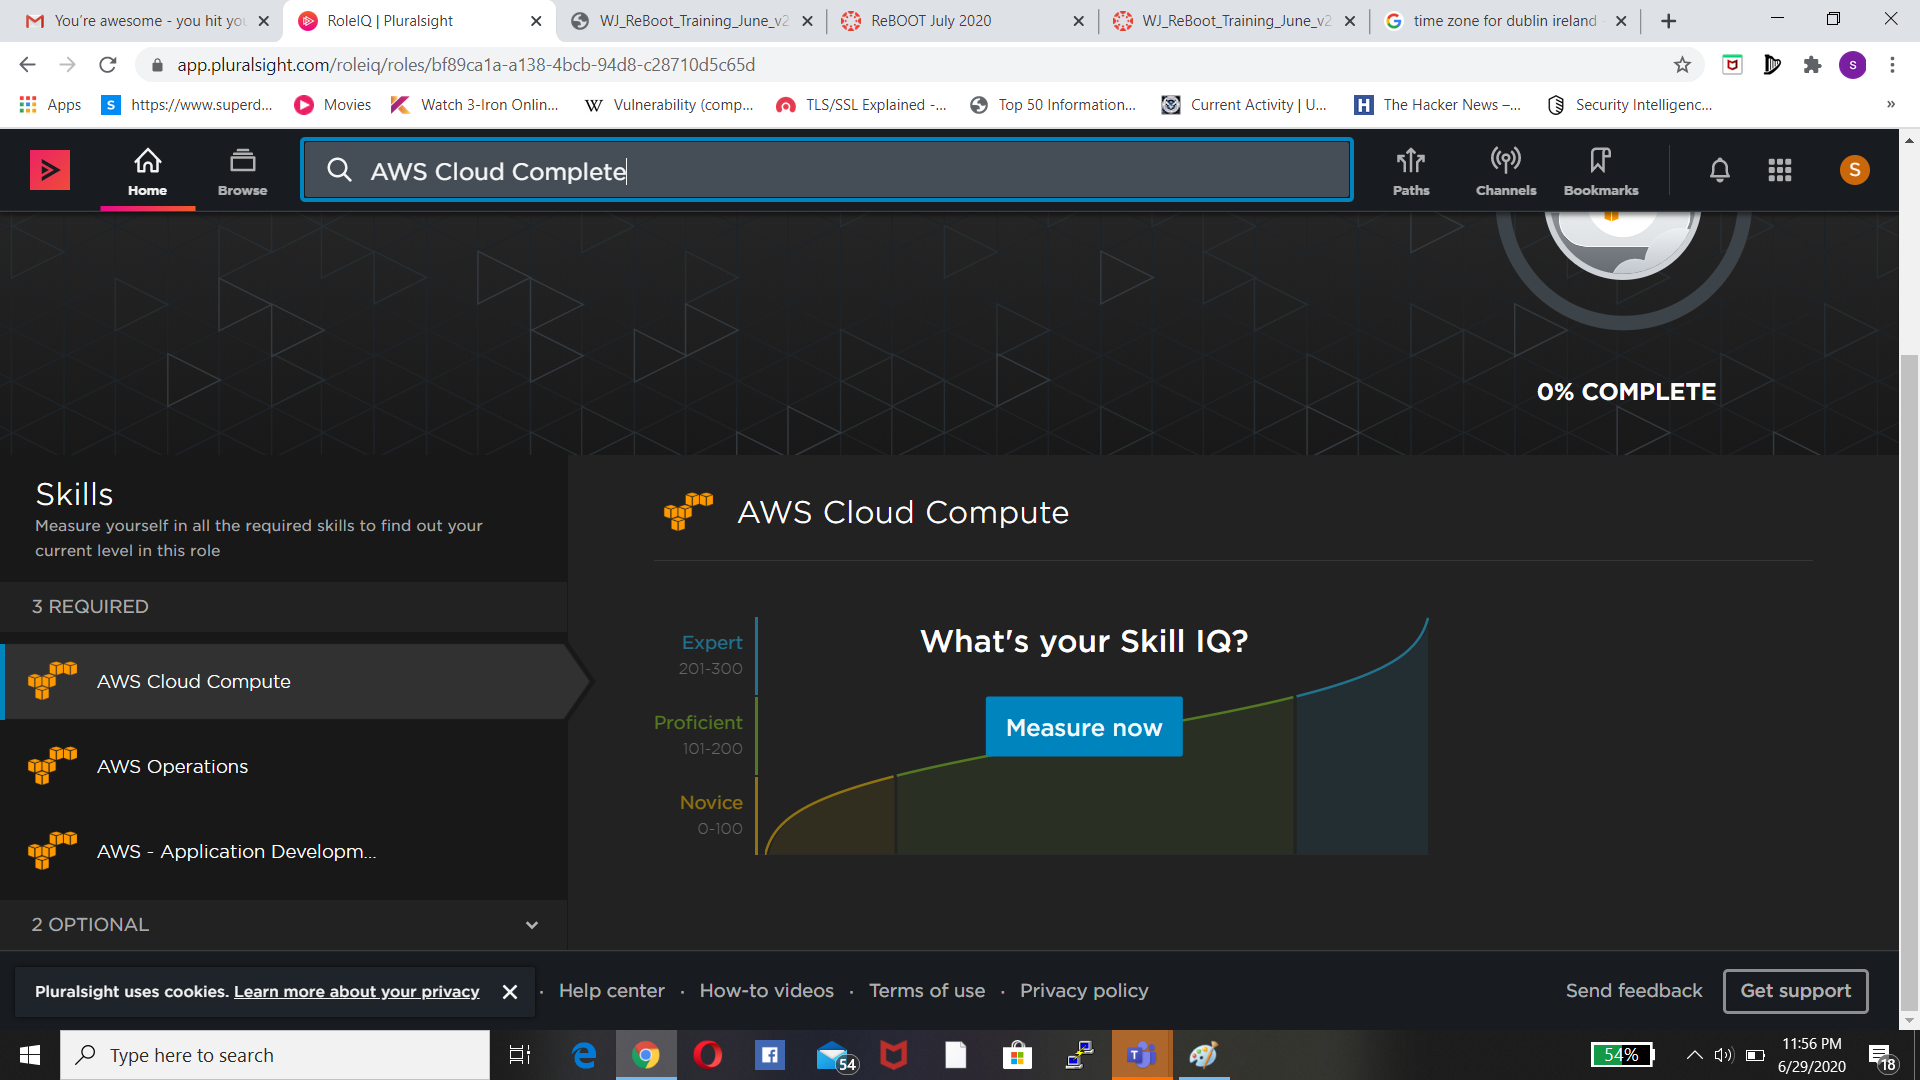 You're awesome - you hit yo
RoleIQ | Pluralsight
WJ_ReBoot_Training_June_v2
ReBOOT July 2020
WJ_ReBoot_Training_June_v2
time zone for dublin ireland
app.pluralsight.com/roleiq/roles/bf89ca1a-a138-4bcb-94d8-c28710d5c65d
S
Apps
S
https://www.superd...
Movies
Watch 3-Iron Onlin...
W
Vulnerability (comp...
TLS/SSL Explained -...
Top 50 Information...
Current Activity | U...
H
The Hacker News –...
Security Intelligenc...
»
Home
Browse
AWS Cloud Complete
Paths
Channels
Bookmarks
S
0% COMPLETE
Skills
Measure yourself in all the required skills to find out your
current level in this role
3 REQUIRED
AWS Cloud Compute
AWS Operations
AWS - Application Developm...
2 OPTIONAL
AWS Cloud Compute
What's your Skill IQ?
Measure now
Expert
201-300
Proficient
101-200
Novice
0-100
Pluralsight uses cookies. Learn more about your privacy
· Help center · How-to videos · Terms of use · Privacy policy
Send feedback
Get support
Type here to search
54
54%
11:56 PM
6/29/2020
18